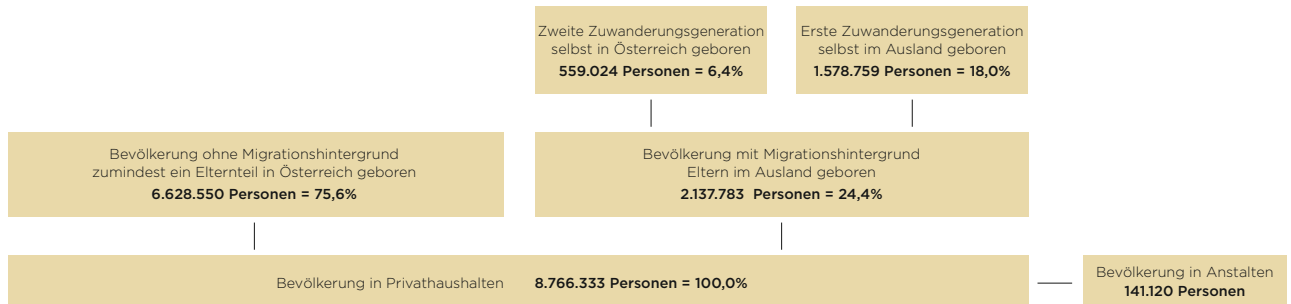 Zweite Zuwanderungsgeneration
selbst in Österreich geboren
559.024 Personen = 6,4%
Erste Zuwanderungsgeneration
selbst im Ausland geboren
1.578.759 Personen = 18,0%
Bevölkerung ohne Migrationshintergrund
zumindest ein Elternteil in Österreich geboren
6.628.550 Personen = 75,6%
Bevölkerung mit Migrationshintergrund
Eltern im Ausland geboren
2.137.783 Personen = 24,4%
Bevölkerung in Privathaushalten 8.766.333 Personen = 100,0%
Bevölkerung in Anstalten
141.120 Personen